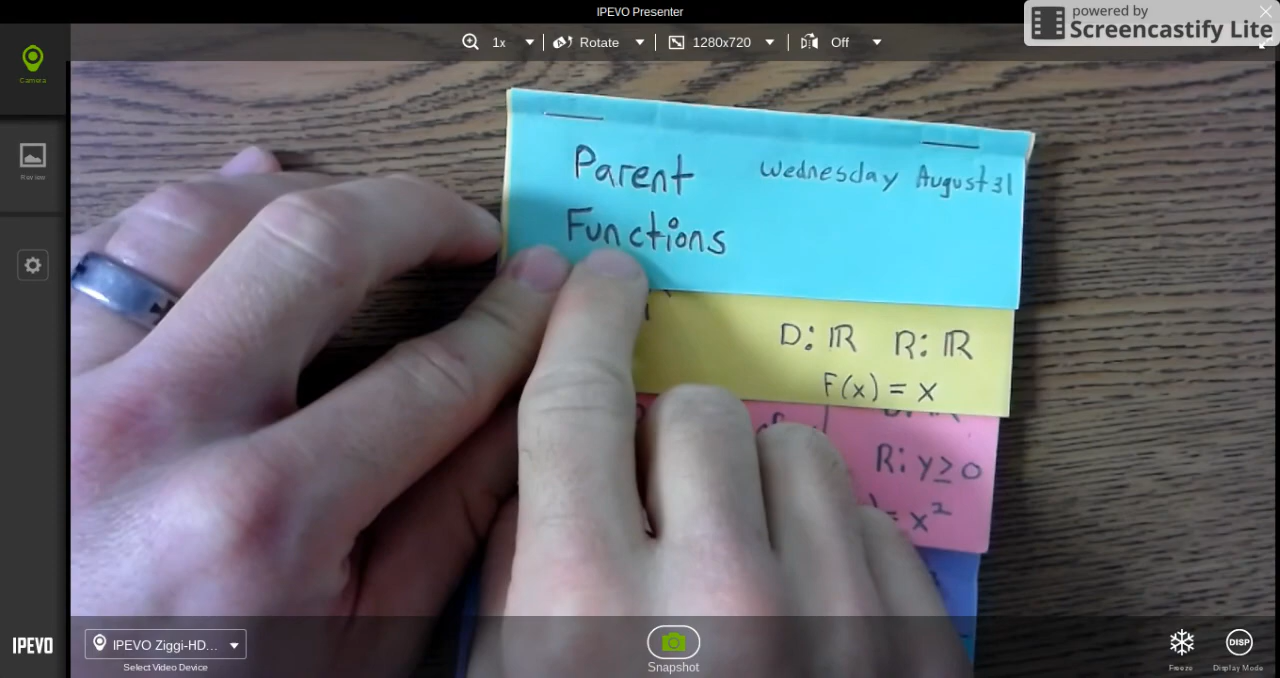 IPEVO Presenter
powered by
Screencastify Lite
1x
Rotate
1280x720
Off
Camera
Review
Parent
Functions
Wednesday August 31
D: ℝ R: ℝ
F(x) = x
R: y ≥ 0
= x²
IPEVO
IPEVO Ziggi-HD...
Select Video Device
Snapshot
Freeze
DISP
Display Mode